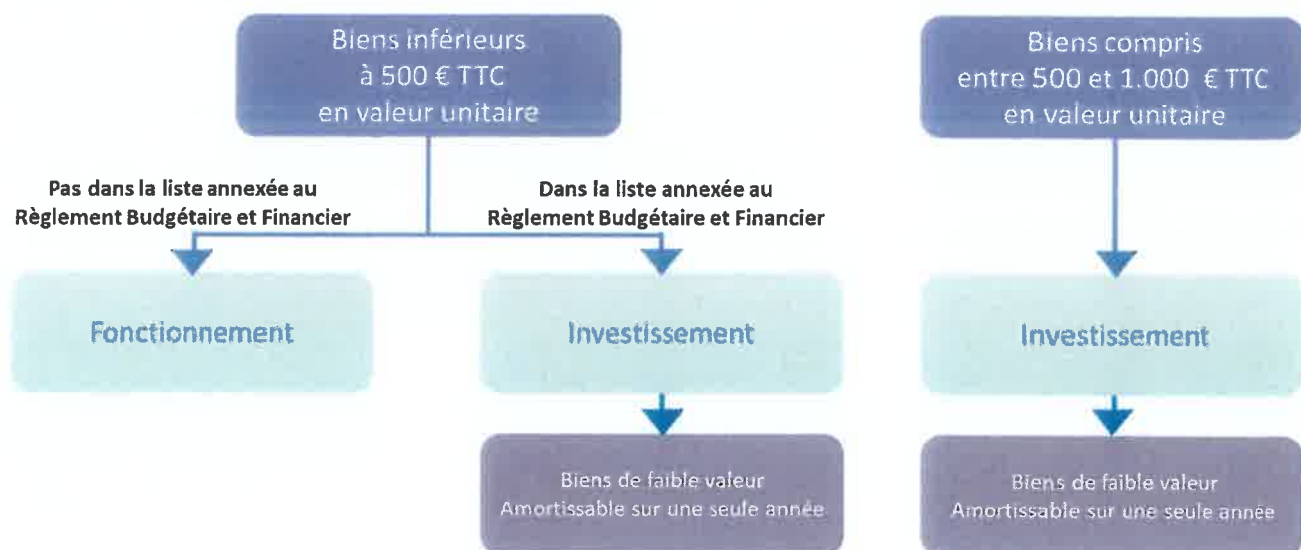 Biens inférieurs
à 500 € TTC
en valeur unitaire
Biens compris
entre 500 et 1.000 € TTC
en valeur unitaire
Pas dans la liste annexée au
Règlement Budgétaire et Financier
Dans la liste annexée au
Règlement Budgétaire et Financier
Fonctionnement
Investissement
Investissement
Biens de faible valeur
Amortissable sur une seule année
Biens de faible valeur
Amortissable sur une seule année